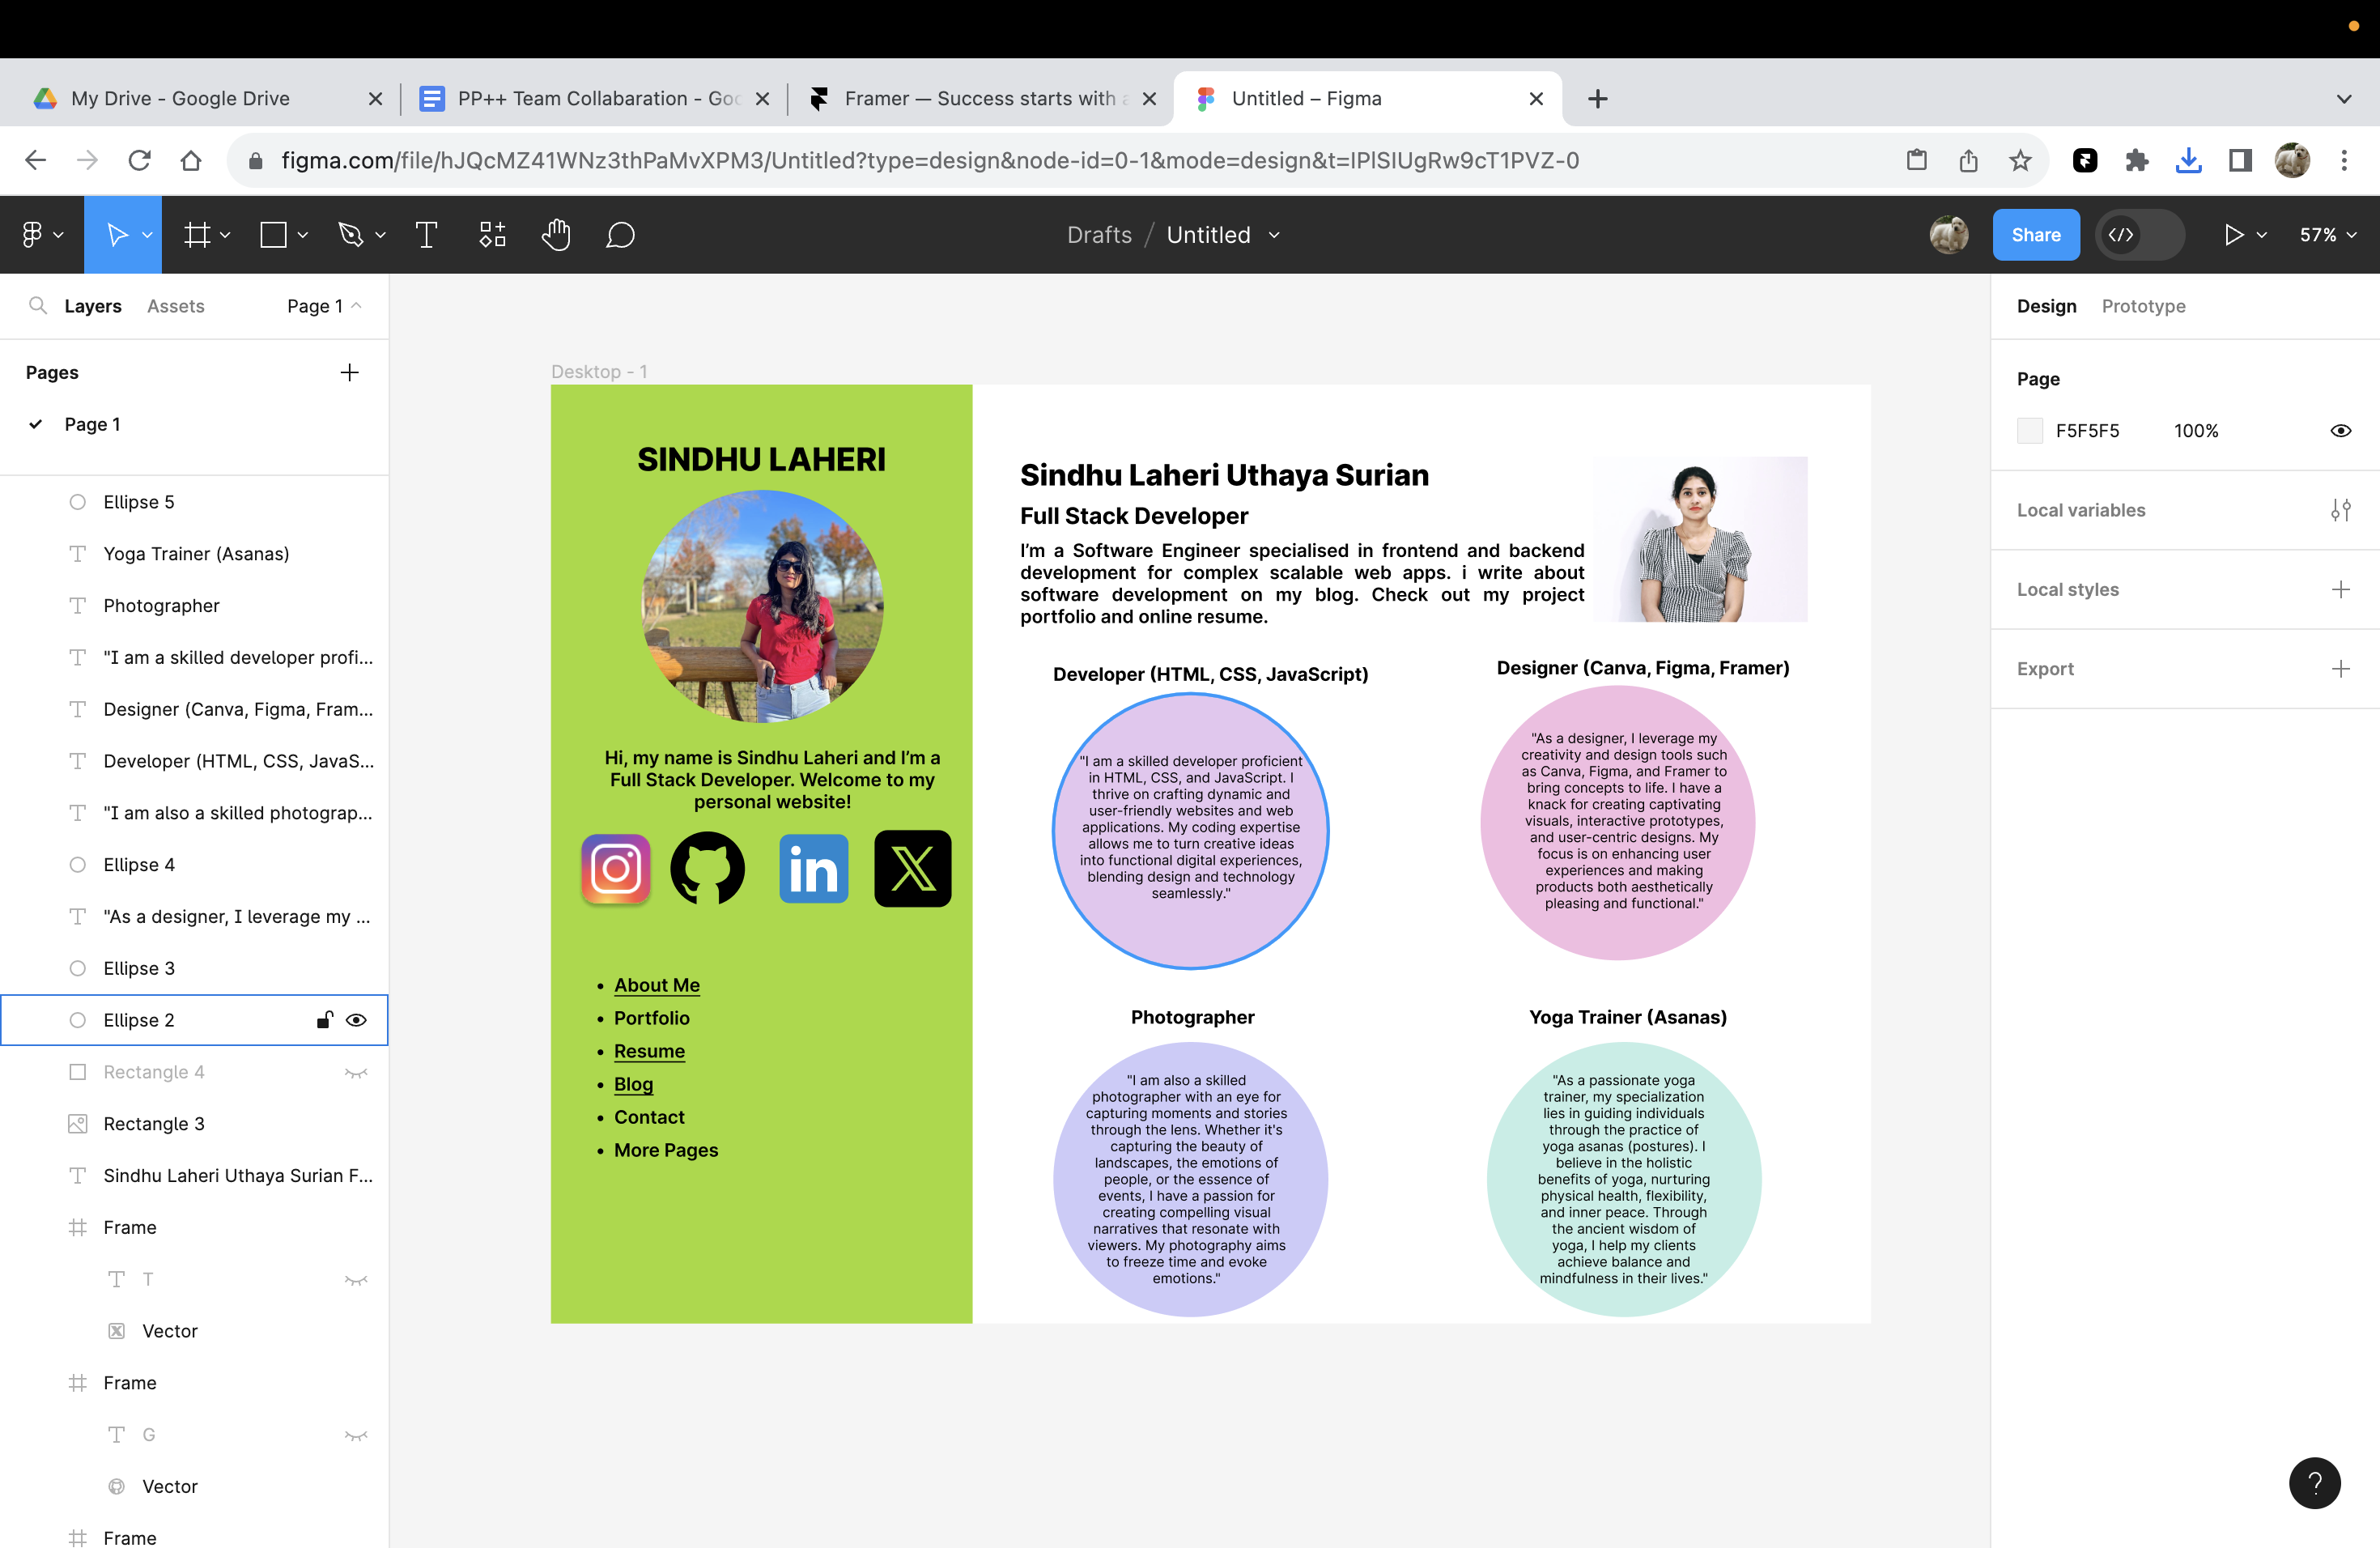 My Drive - Google Drive
PP++ Team Collabaration - Goo
Framer — Success starts with a
Untitled – Figma
figma.com/file/hJQcMZ41WNz3thPaMvXPM3/Untitled?type=design&node-id=0-1&mode=design&t=IPlSIUgRw9cT1PVZ-0
Drafts / Untitled
Share
57%
Layers
Assets
Page 1
Pages
Page 1
Ellipse 5
Yoga Trainer (Asanas)
Photographer
"I am a skilled developer profi...
Designer (Canva, Figma, Fram...
Developer (HTML, CSS, JavaS...
"I am also a skilled photograp...
Ellipse 4
"As a designer, I leverage my ...
Ellipse 3
Ellipse 2
Rectangle 4
Rectangle 3
Sindhu Laheri Uthaya Surian F...
Frame
T
Vector
Frame
G
Vector
Frame
Desktop - 1
SINDHU LAHERI
Hi, my name is Sindhu Laheri and I'm a
Full Stack Developer. Welcome to my
personal website!
in
X
• About Me
• Portfolio
• Resume
• Blog
• Contact
• More Pages
Sindhu Laheri Uthaya Surian
Full Stack Developer
I'm a Software Engineer specialised in frontend and backend
development for complex scalable web apps. i write about
software development on my blog. Check out my project
portfolio and online resume.
Developer (HTML, CSS, JavaScript)
"I am a skilled developer proficient
in HTML, CSS, and JavaScript. I
thrive on crafting dynamic and
user-friendly websites and web
applications. My coding expertise
allows me to turn creative ideas
into functional digital experiences,
blending design and technology
seamlessly."
Designer (Canva, Figma, Framer)
"As a designer, I leverage my
creativity and design tools such
as Canva, Figma, and Framer to
bring concepts to life. I have a
knack for creating captivating
visuals, interactive prototypes,
and user-centric designs. My
focus is on enhancing user
experiences and making
products both aesthetically
pleasing and functional."
Photographer
"I am also a skilled
photographer with an eye for
capturing moments and stories
through the lens. Whether it's
capturing the beauty of
landscapes, the emotions of
people, or the essence of
events, I have a passion for
creating compelling visual
narratives that resonate with
viewers. My photography aims
to freeze time and evoke
emotions."
Yoga Trainer (Asanas)
"As a passionate yoga
trainer, my specialization
lies in guiding individuals
through the practice of
yoga asanas (postures). I
believe in the holistic
benefits of yoga, nurturing
physical health, flexibility,
and inner peace. Through
the ancient wisdom of
yoga, I help my clients
achieve balance and
mindfulness in their lives."
Design
Prototype
Page
F5F5F5
100%
Local variables
Local styles
Export
?